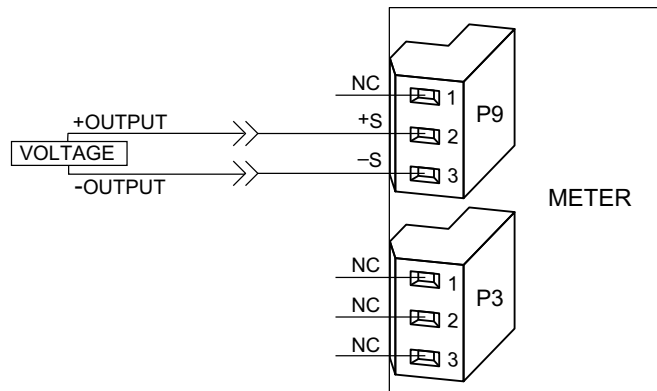 NC 1
+OUTPUT +S 2 P9
VOLTAGE
-OUTPUT –S 3
METER
NC 1
P3
NC 2
NC 3